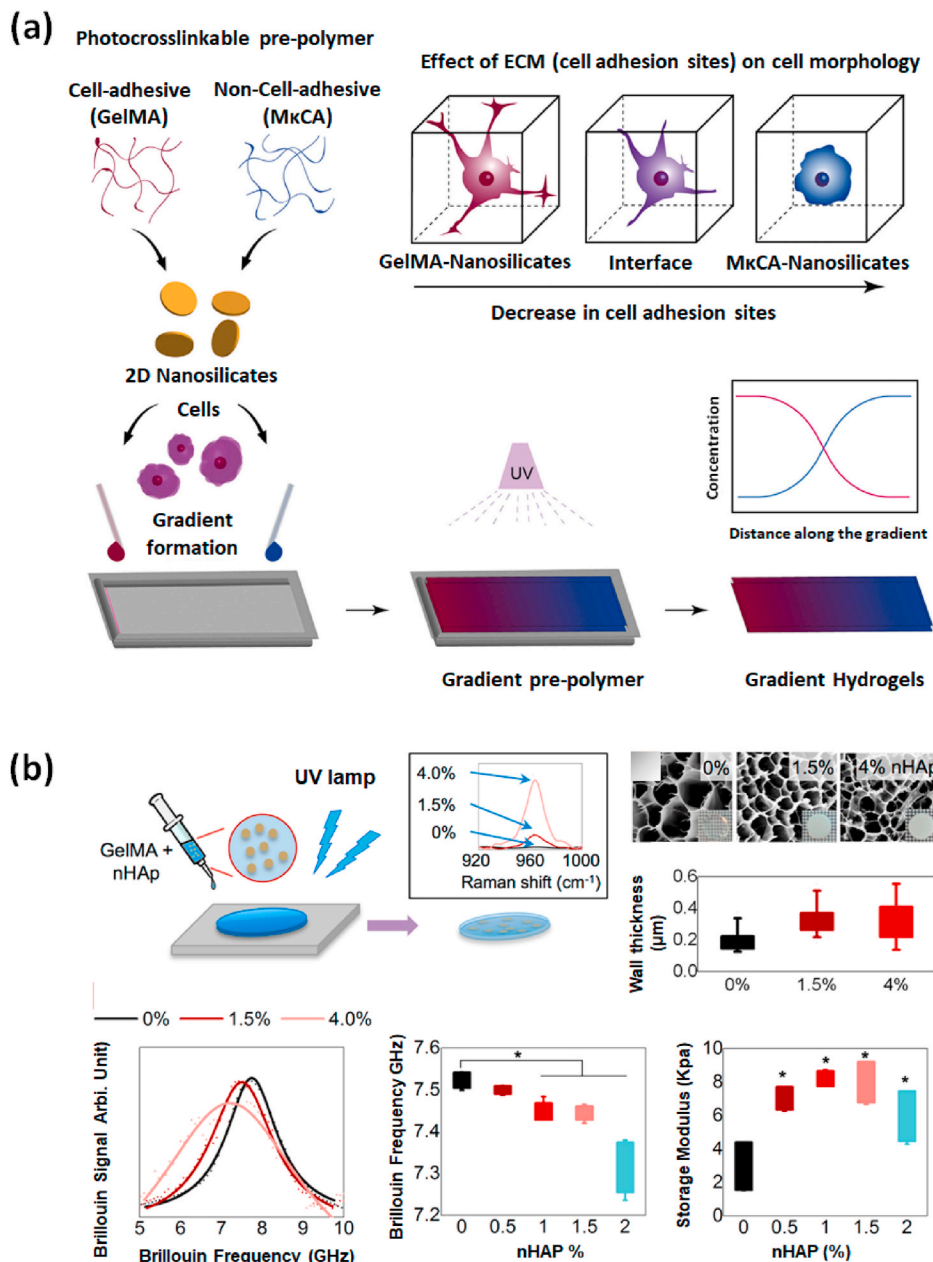 (a)
Photocrosslinkable pre-polymer
Cell-adhesive
(GelMA)
Non-Cell-adhesive
(MκCA)
2D Nanosilicates
Cells
Gradient
formation
Effect of ECM (cell adhesion sites) on cell morphology
GelMA-Nanosilicates
Interface
MκCA-Nanosilicates
Decrease in cell adhesion sites
UV
Gradient pre-polymer
Concentration
Distance along the gradient
Gradient Hydrogels
(b)
GelMA +
nHAp
UV lamp
4.0%
1.5%
0%
920
960
1000
Raman shift (cm⁻¹)
0%
1.5%
4% nHAp
Wall thickness
(μm)
0.6
0.4
0.2
0.0
0%
1.5%
4%
0%
1.5%
4.0%
Brillouin Signal Arbi. Unit)
5
6
7
8
9
10
Brillouin Frequency (GHz)
Brillouin Frequency GHz
7.6
7.5
7.4
7.3
7.2
*
0
0.5
1
1.5
2
nHAP %
Storage Modulus (Kpa)
10
8
6
4
2
0
*
*
*
*
0
0.5
1
1.5
2
nHAP (%)